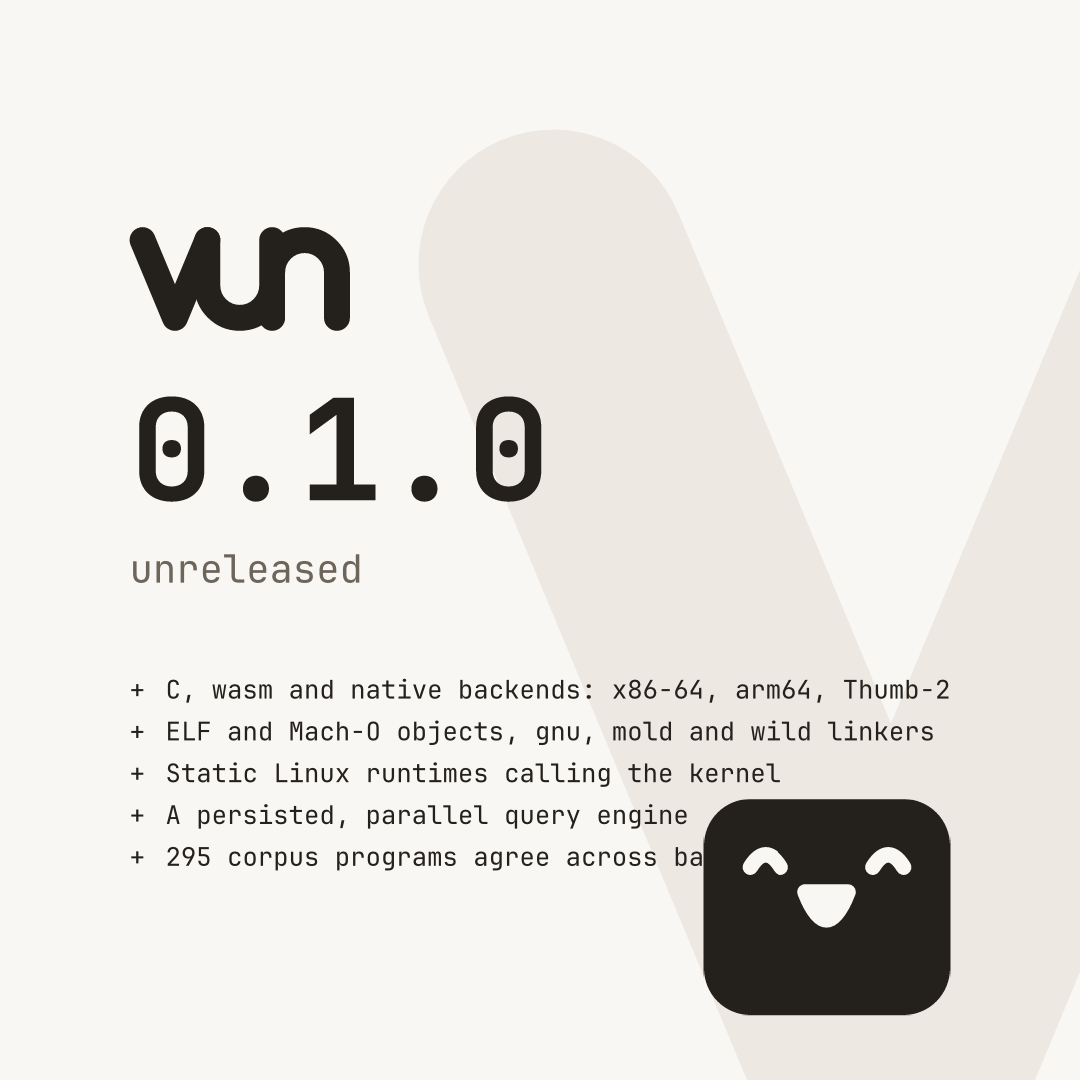 vun
0.1.0
unreleased
+ C, wasm and native backends: x86-64, arm64, Thumb-2
+ ELF and Mach-O objects, gnu, mold and wild linkers
+ Static Linux runtimes calling the kernel
+ A persisted, parallel query engine
+ 295 corpus programs agree across